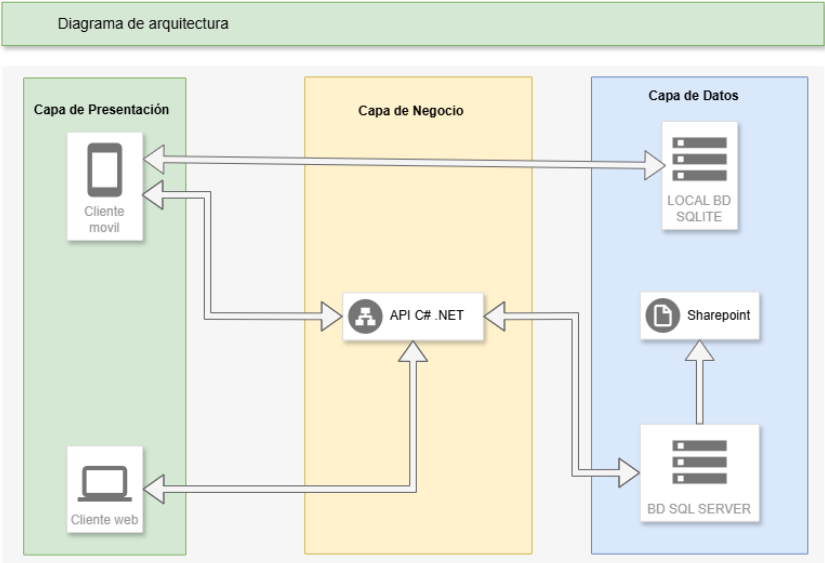 Diagrama de arquitectura
Capa de Presentación
Cliente
movil
Cliente web
Capa de Negocio
API C# .NET
Capa de Datos
LOCAL BD
SQLITE
Sharepoint
BD SQL SERVER